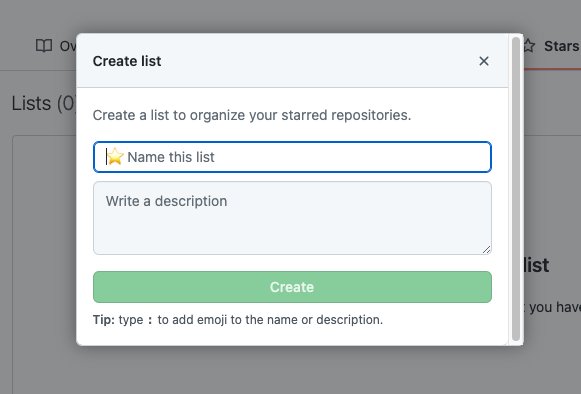 Stars
Lists (0)
Create list
Create a list to organize your starred repositories.
⭐ Name this list
Write a description
Create
Tip: type : to add emoji to the name or description.
list
you have